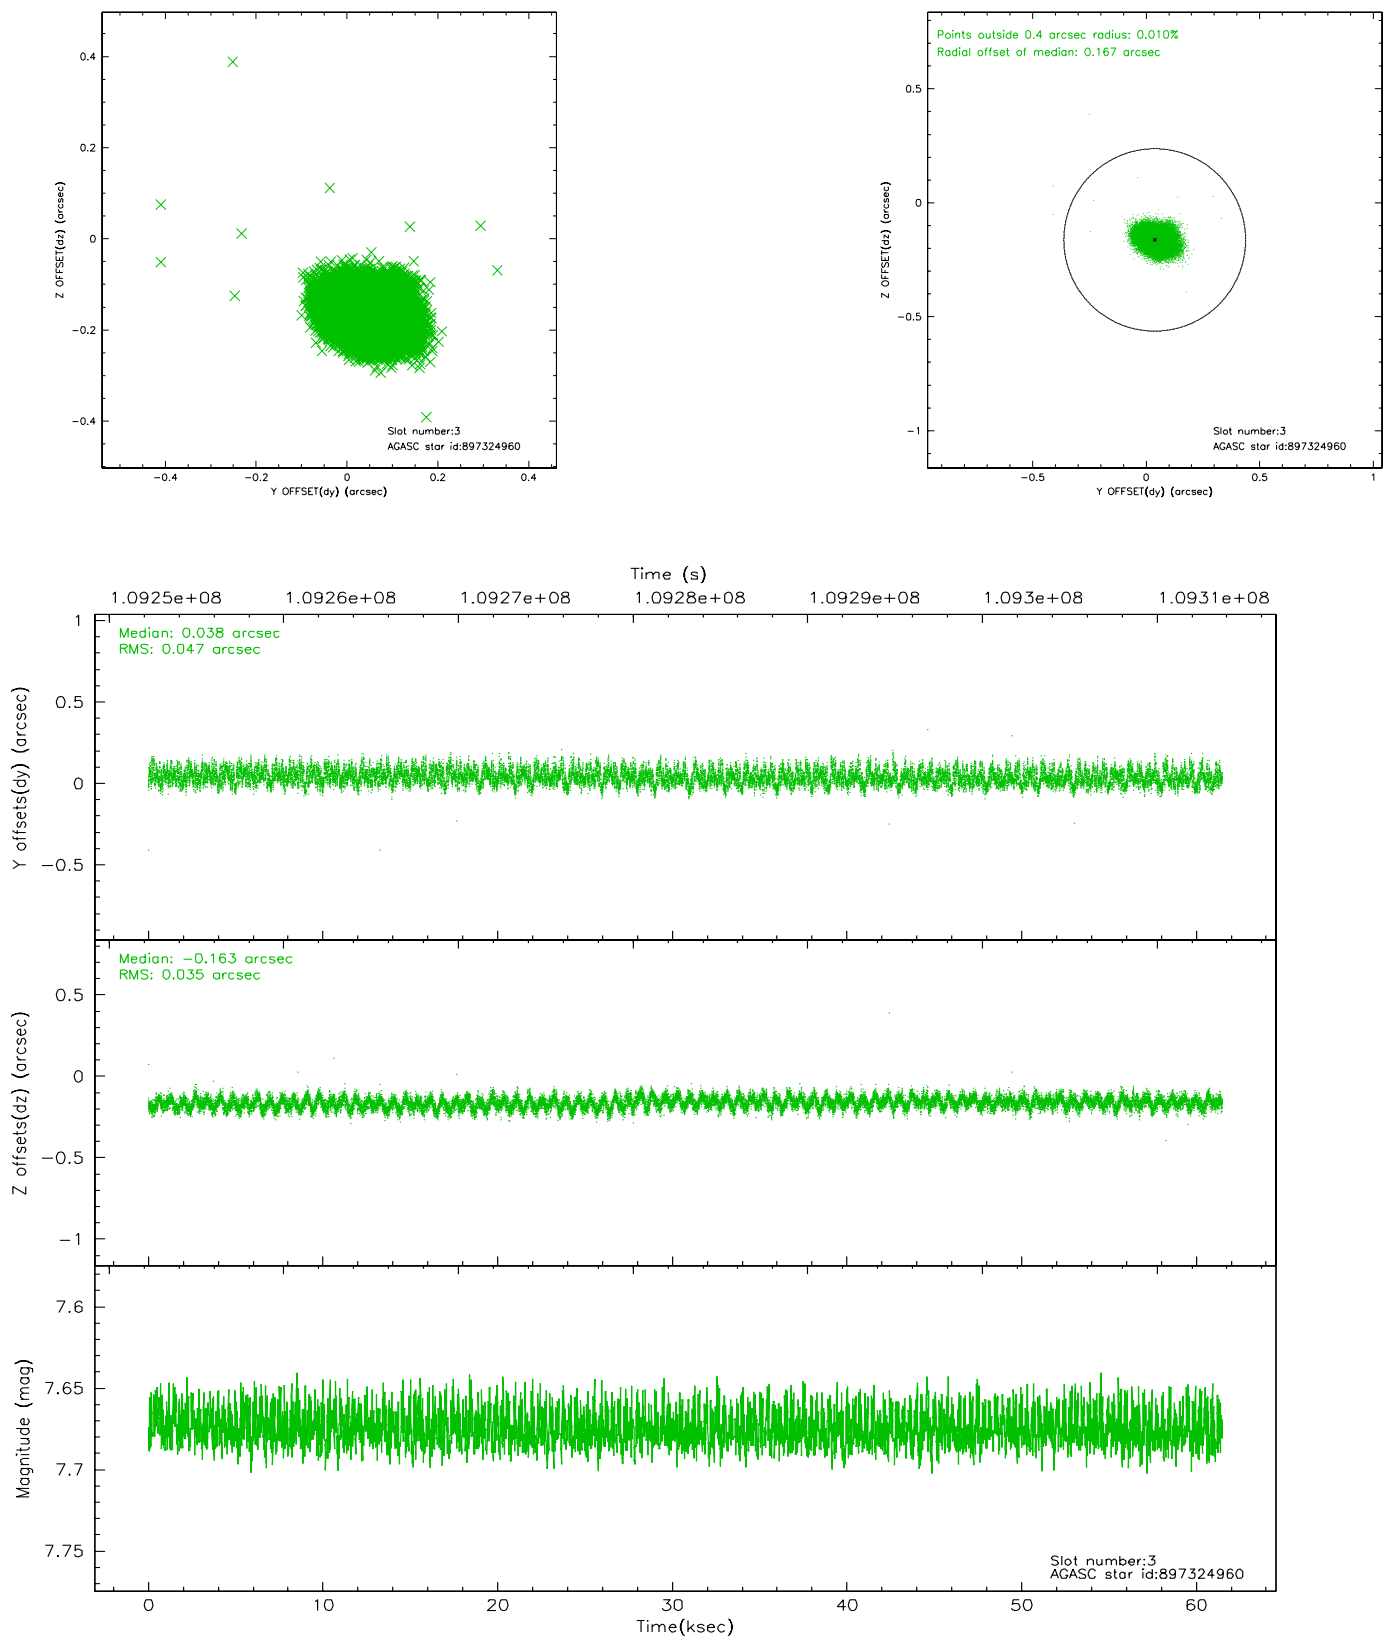 0.4
0.2
0
−0.2
−0.4
Z OFFSET(dz) (arcsec)
Slot number:3
AGASC star id:897324960
−0.4 −0.2 0 0.2 0.4
Y OFFSET(dy) (arcsec)
Points outside 0.4 arcsec radius: 0.010%
Radial offset of median: 0.167 arcsec
0.5
0
−0.5
−1
Z OFFSET(dz) (arcsec)
Slot number:3
AGASC star id:897324960
−0.5 0 0.5 1
Y OFFSET(dy) (arcsec)
Time (s)
1.0925e+08 1.0926e+08 1.0927e+08 1.0928e+08 1.0929e+08 1.093e+08 1.0931e+08
Median: 0.038 arcsec
RMS: 0.047 arcsec
1
0.5
0
−0.5
Y offsets(dy) (arcsec)
Median: −0.163 arcsec
RMS: 0.035 arcsec
0.5
0
−0.5
−1
Z offsets(dz) (arcsec)
7.6
7.65
7.7
7.75
Magnitude (mag)
Slot number:3
AGASC star id:897324960
0 10 20 30 40 50 60
Time(ksec)